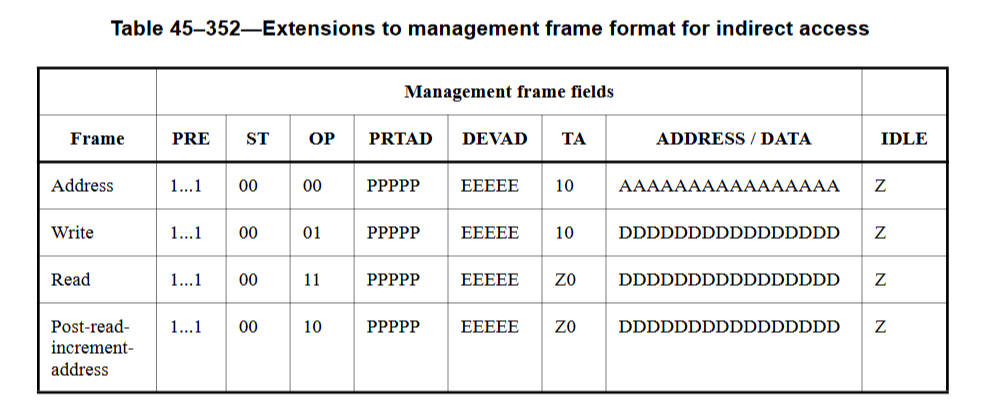 Table 45–352—Extensions to management frame format for indirect access
Management frame fields
Frame PRE ST OP PRTAD DEVAD TA ADDRESS / DATA IDLE
Address 1...1 00 00 PPPPP EEEEE 10 AAAAAAAAAAAAAAAA Z
Write 1...1 00 01 PPPPP EEEEE 10 DDDDDDDDDDDDDDDD Z
Read 1...1 00 11 PPPPP EEEEE Z0 DDDDDDDDDDDDDDDD Z
Post-read- 1...1 00 10 PPPPP EEEEE Z0 DDDDDDDDDDDDDDDD Z
increment-
address